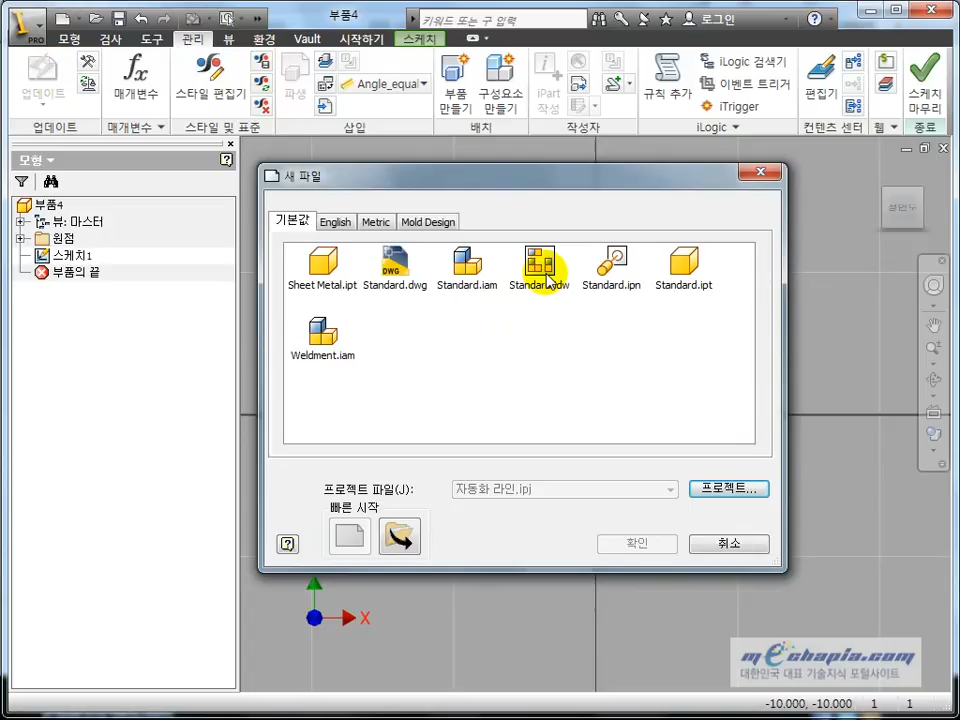 PRO
부품4
키워드 또는 구 입력
로그인
모형 검사 도구 관리 뷰 환경 Vault 시작하기 스케치
업데이트
fx
매개변수
스타일 편집기
파생
Angle_equal
부품 만들기
구성요소 만들기
iPart 작성
규칙 추가
iLogic 검색기
이벤트 트리거
iTrigger
편집기
스케치 마무리
업데이트 매개변수 스타일 및 표준 삽입 배치 작성자 iLogic 컨텐츠 센터 웹 종료
모형
부품4
뷰: 마스터
원점
스케치1
부품의 끝
새 파일
기본값 English Metric Mold Design
DWG
Sheet Metal.ipt Standard.dwg Standard.iam Standard.idw Standard.ipn Standard.ipt
Weldment.iam
프로젝트 파일(J):
자동화 라인.ipj
프로젝트...
빠른 시작
확인
취소
X
mechapia.com
대한민국 대표 기술지식 포털사이트
-10.000, -10.000 1 1